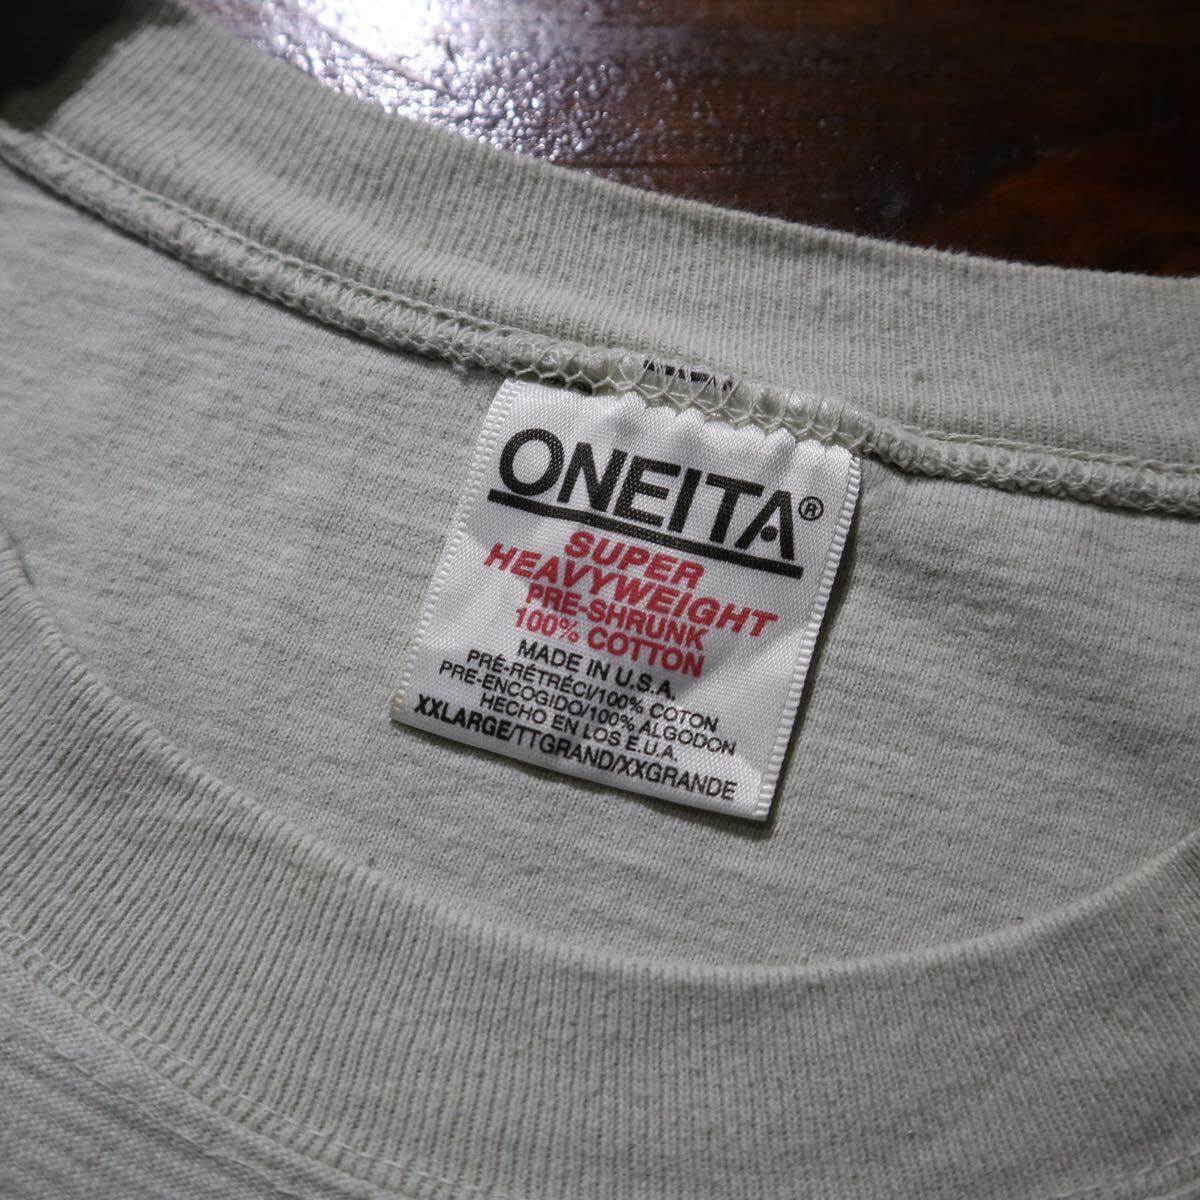 ONEITA®
SUPER
HEAVYWEIGHT
PRE-SHRUNK
100% COTTON
MADE IN U.S.A.
PRÉ-RÉTRÉCI/100% COTON
PRE-ENCOGIDO/100% ALGODON
HECHO EN LOS E.U.A.
XXLARGE/TTGRAND/XXGRANDE